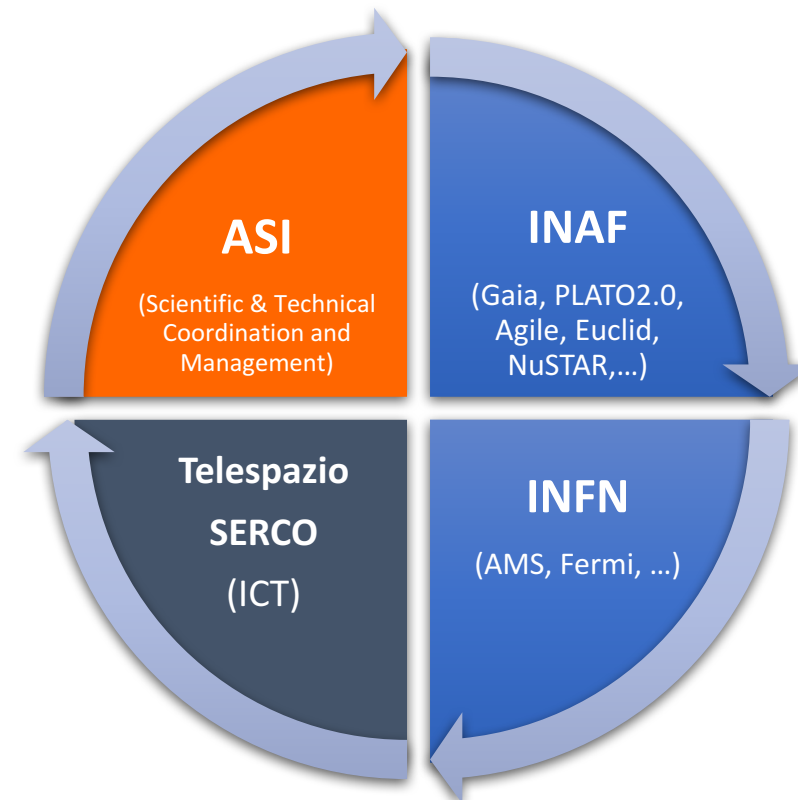 ASI
(Scientific & Technical
Coordination and
Management)
INAF
(Gaia, PLATO2.0,
Agile, Euclid,
NuSTAR,...)
Telespazio
SERCO
(ICT)
INFN
(AMS, Fermi, ...)